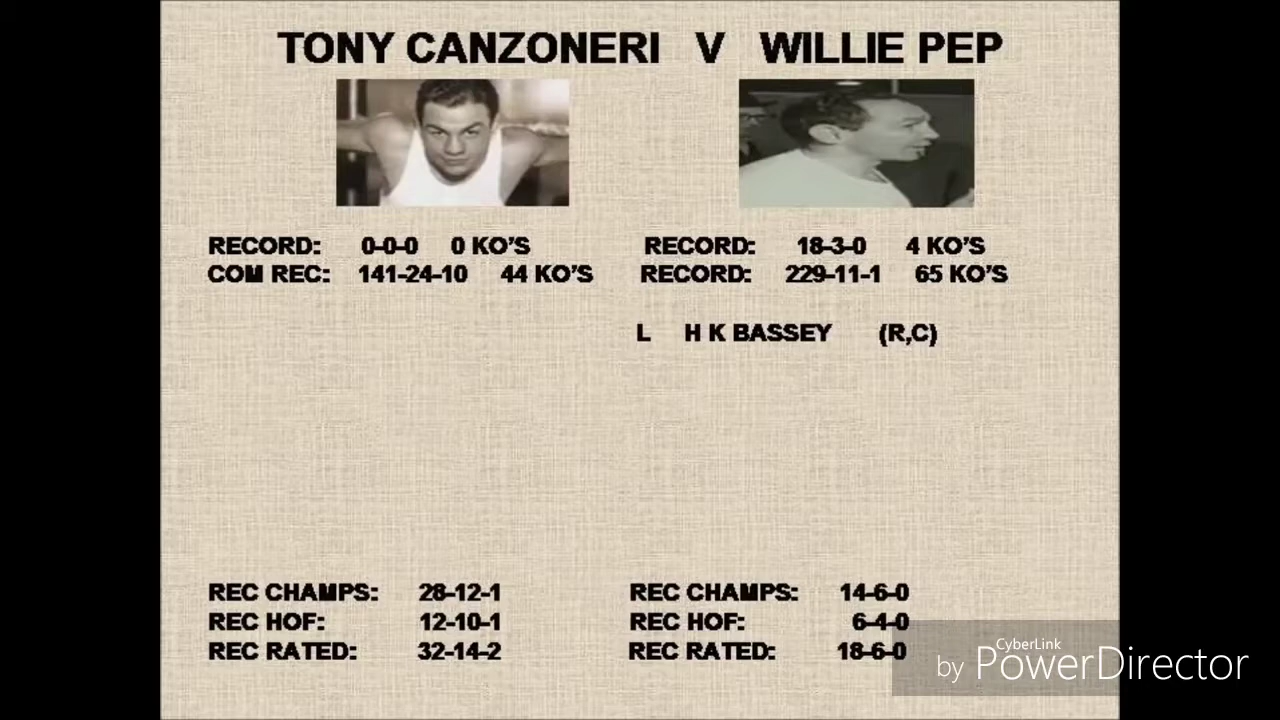 TONY CANZONERI V WILLIE PEP
RECORD: 0-0-0 0 KO'S
COM REC: 141-24-10 44 KO'S
RECORD: 18-3-0 4 KO'S
RECORD: 229-11-1 65 KO'S
L H K BASSEY (R,C)
REC CHAMPS: 28-12-1
REC HOF: 12-10-1
REC RATED: 32-14-2
REC CHAMPS: 14-6-0
REC HOF: 6-4-0
REC RATED: 18-6-0
CyberLink
by PowerDirector